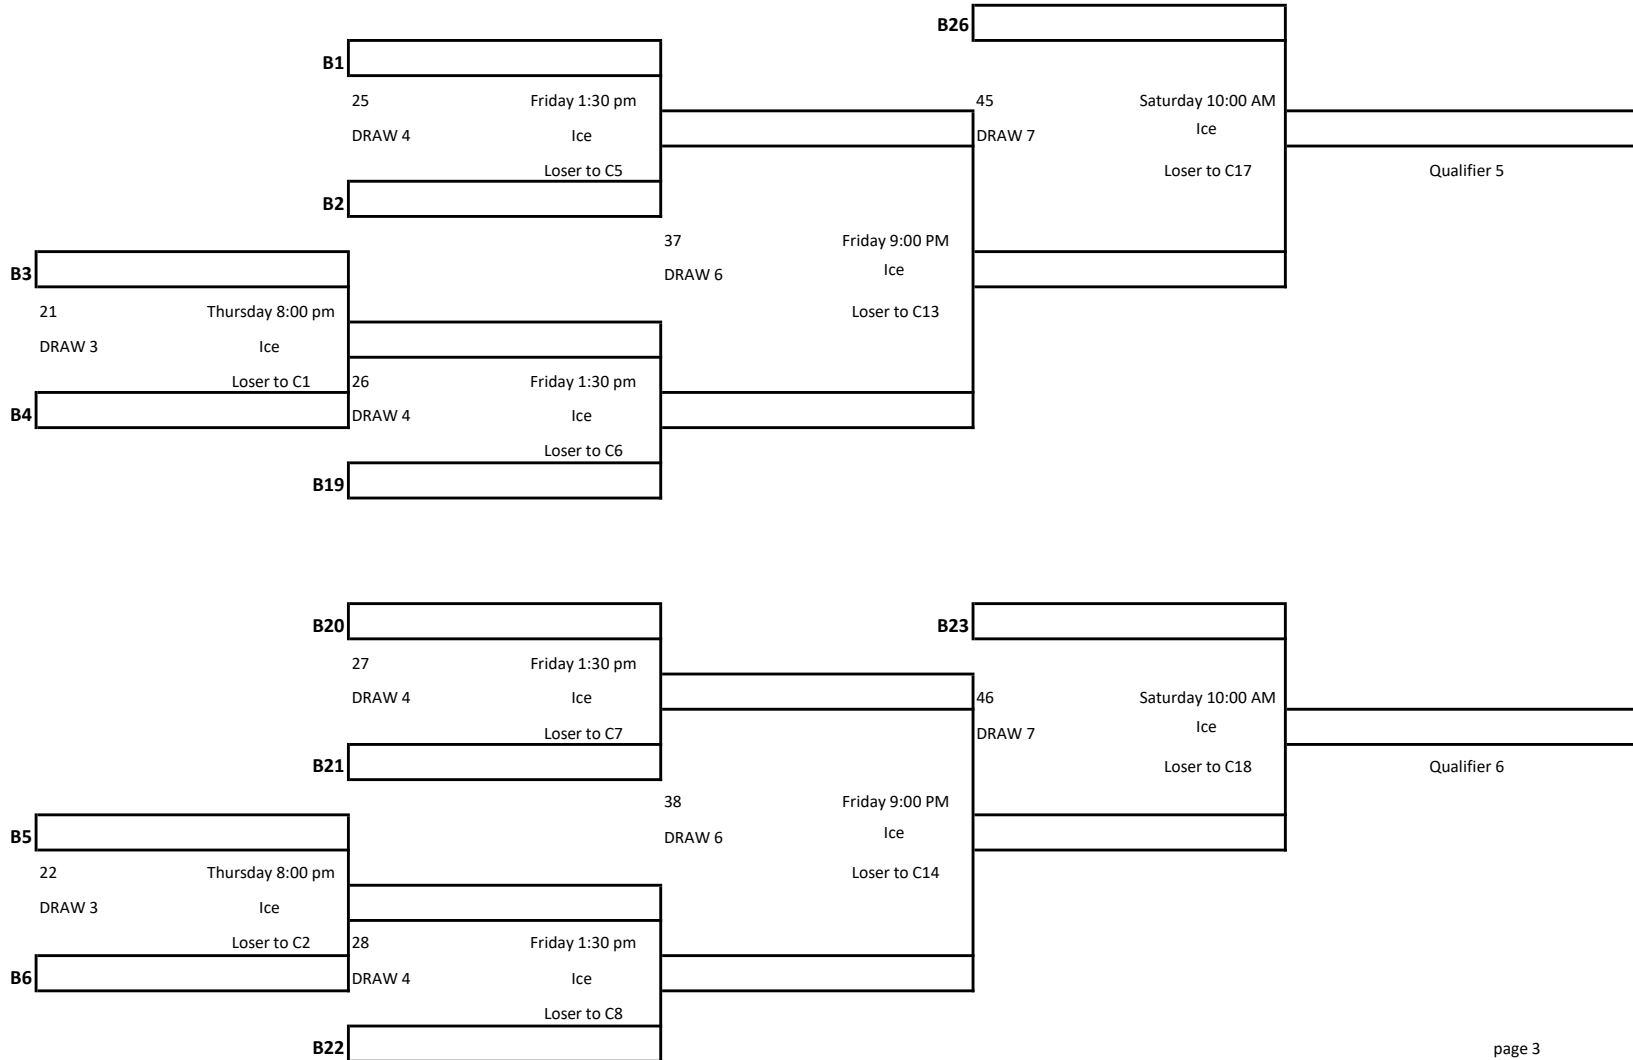 B26
B1
25 Friday 1:30 pm
45 Saturday 10:00 AM
DRAW 4 Ice
DRAW 7 Ice
Loser to C5
Loser to C17
Qualifier 5
B2
37 Friday 9:00 PM
B3
DRAW 6 Ice
21 Thursday 8:00 pm
Loser to C13
DRAW 3 Ice
Loser to C1
26 Friday 1:30 pm
B4
DRAW 4 Ice
Loser to C6
B19
B20
B23
27 Friday 1:30 pm
DRAW 4 Ice
46 Saturday 10:00 AM
DRAW 7 Ice
Loser to C7
B21
Loser to C18
Qualifier 6
38 Friday 9:00 PM
B5
DRAW 6 Ice
22 Thursday 8:00 pm
Loser to C14
DRAW 3 Ice
Loser to C2
28 Friday 1:30 pm
B6
DRAW 4 Ice
Loser to C8
B22
page 3